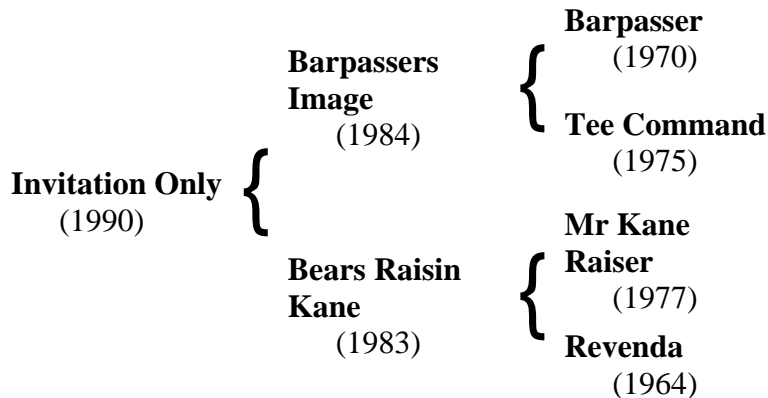 Invitation Only
(1990)
Barpassers
Image
(1984)
Bears Raisin
Kane
(1983)
Barpasser
(1970)
Tee Command
(1975)
Mr Kane
Raiser
(1977)
Revenda
(1964)